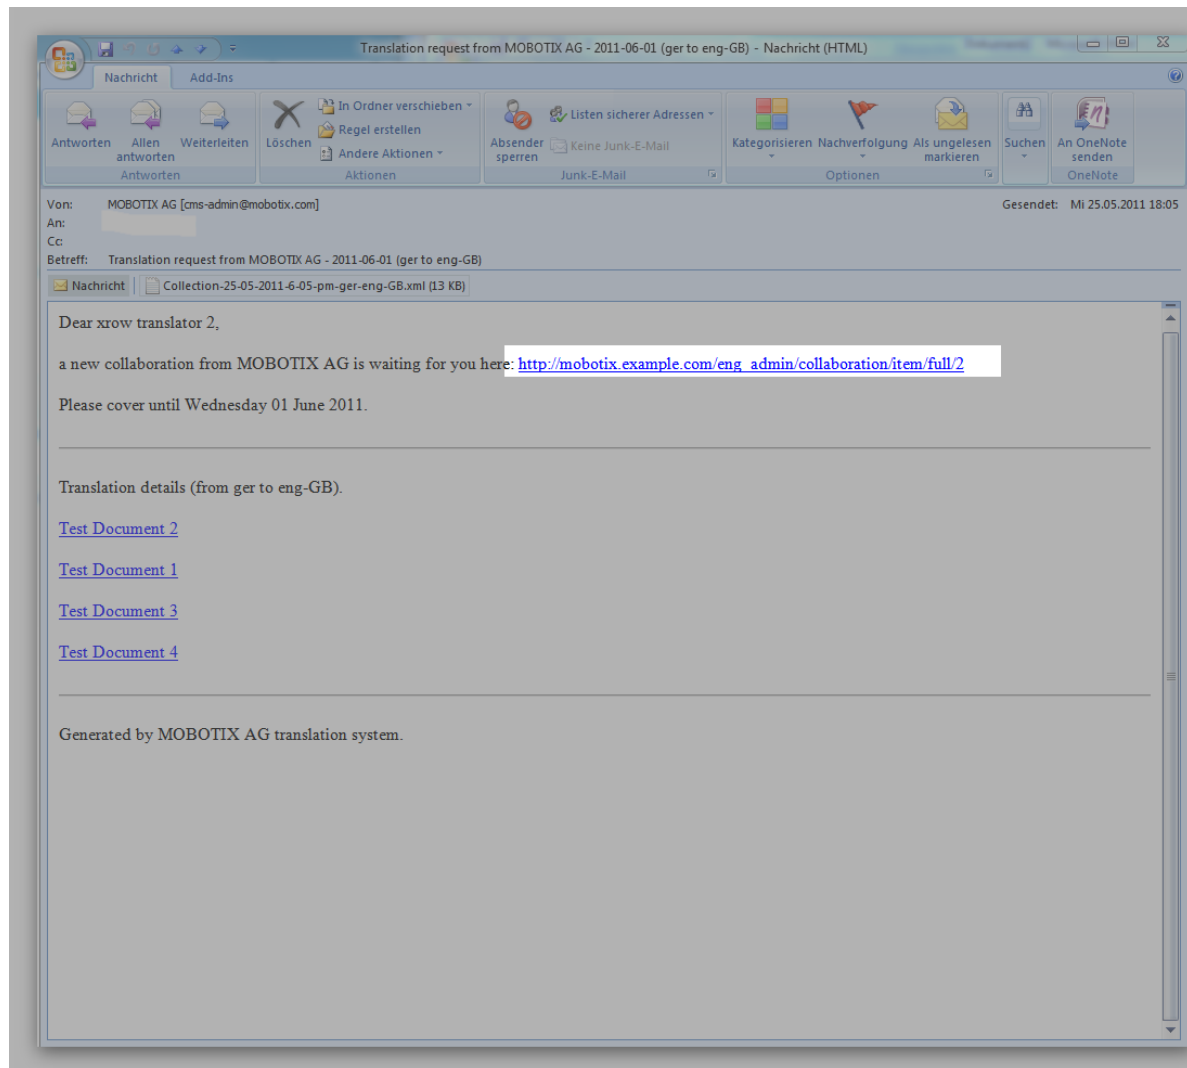 Translation request from MOBOTIX AG - 2011-06-01 (ger to eng-GB) - Nachricht (HTML)
Nachricht Add-Ins
Antworten Allen antworten Weiterleiten
Antworten
Löschen
In Ordner verschieben
Regel erstellen
Andere Aktionen
Aktionen
Absender sperren
Listen sicherer Adressen
Keine Junk-E-Mail
Junk-E-Mail
Kategorisieren Nachverfolgung Als ungelesen markieren
Optionen
Suchen
An OneNote senden
OneNote
Von: MOBOTIX AG [cms-admin@mobotix.com] Gesendet: Mi 25.05.2011 18:05
An:
Cc:
Betreff: Translation request from MOBOTIX AG - 2011-06-01 (ger to eng-GB)
Nachricht Collection-25-05-2011-6-05-pm-ger-eng-GB.xml (13 KB)
Dear xrow translator 2,
a new collaboration from MOBOTIX AG is waiting for you here: http://mobotix.example.com/eng_admin/collaboration/item/full/2
Please cover until Wednesday 01 June 2011.
Translation details (from ger to eng-GB).
Test Document 2
Test Document 1
Test Document 3
Test Document 4
Generated by MOBOTIX AG translation system.